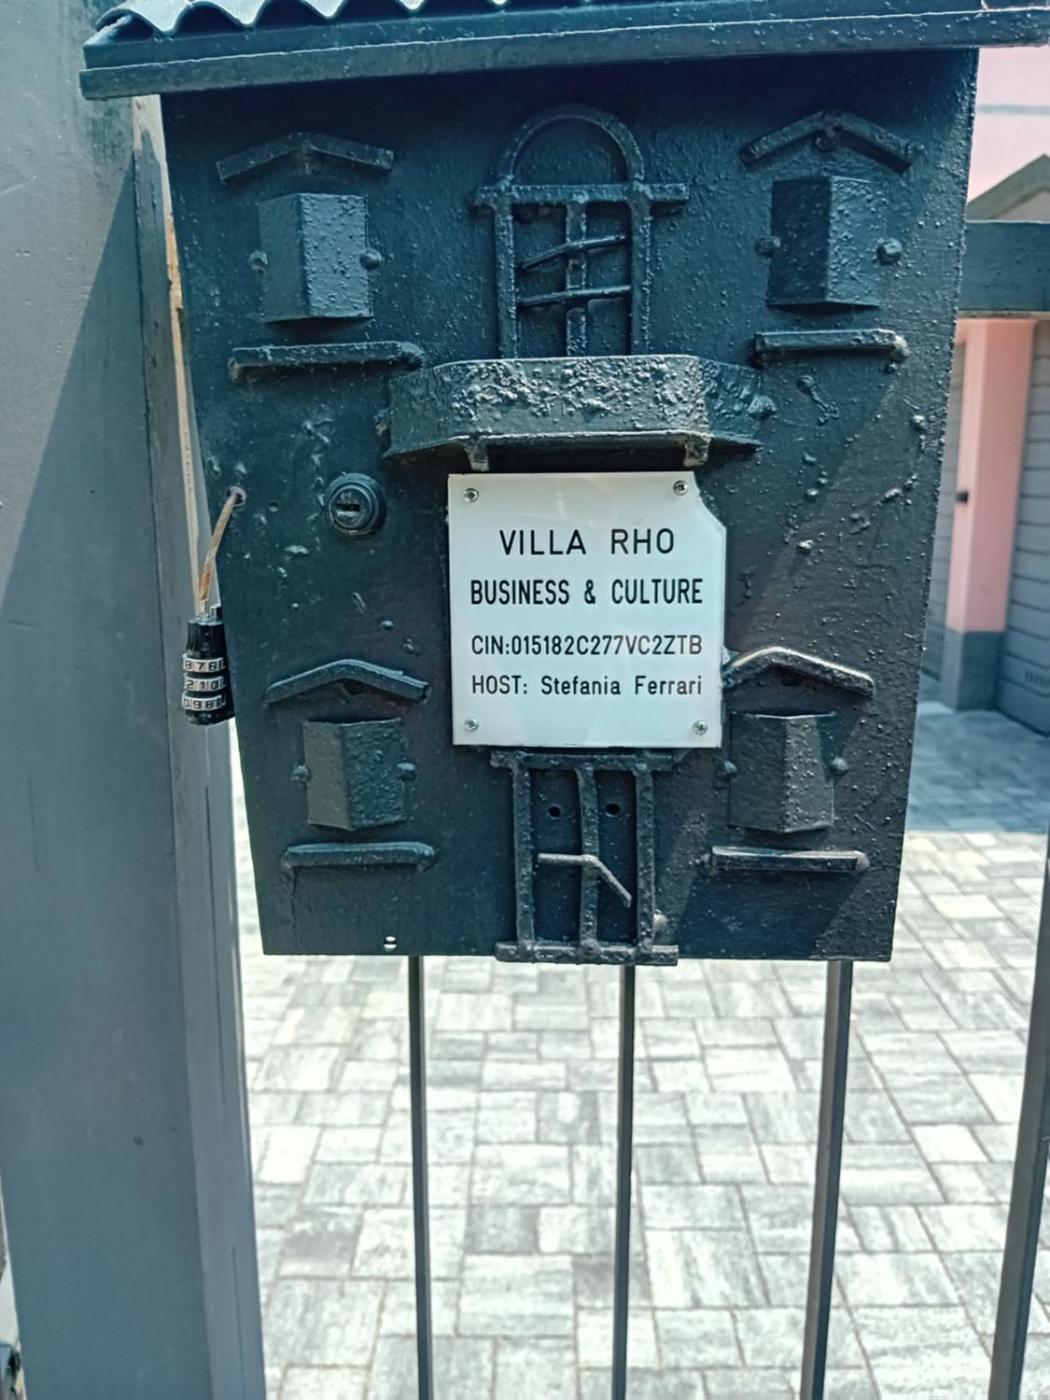 VILLA RHO
BUSINESS & CULTURE
CIN:015182C277VC2ZTB
HOST: Stefania Ferrari